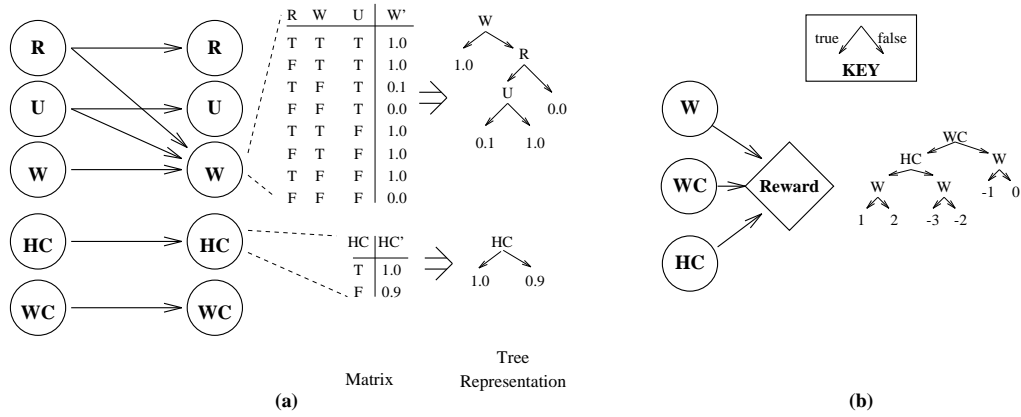 R
U
W
HC
WC
R
U
W
HC
WC
R W U W'
T T T 1.0
F T T 1.0
T F T 0.1
F F T 0.0
T T F 1.0
F T F 1.0
T F F 1.0
F F F 0.0
W
1.0 R
U 0.0
0.1 1.0
HC HC'
T 1.0
F 0.9
HC
1.0 0.9
Matrix
Tree
Representation
(a)
true false
KEY
W
WC
HC
Reward
WC
HC W
W W -1 0
1 2 -3 -2
(b)